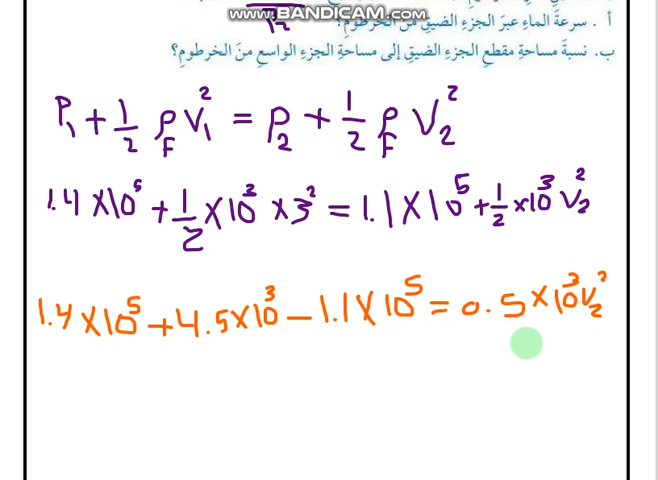 WWW.BANDICAM.COM
أ . سرعة الماءِ عبرَ الجزءِ الضيقِ منَ الخرطومِ؟
ب. نسبةُ مساحةِ مقطعِ الجزءِ الضيقِ إلى مساحةِ الجزءِ الواسعِ منَ الخرطومِ؟
P₁ + 1/2 ρ_F V₁² = P₂ + 1/2 ρ_F V₂²
1.4 × 10⁵ + 1/2 × 10³ × 3² = 1.1 × 10⁵ + 1/2 × 10³ V₂²
1.4 × 10⁵ + 4.5 × 10³ − 1.1 × 10⁵ = 0.5 × 10³ V₂²